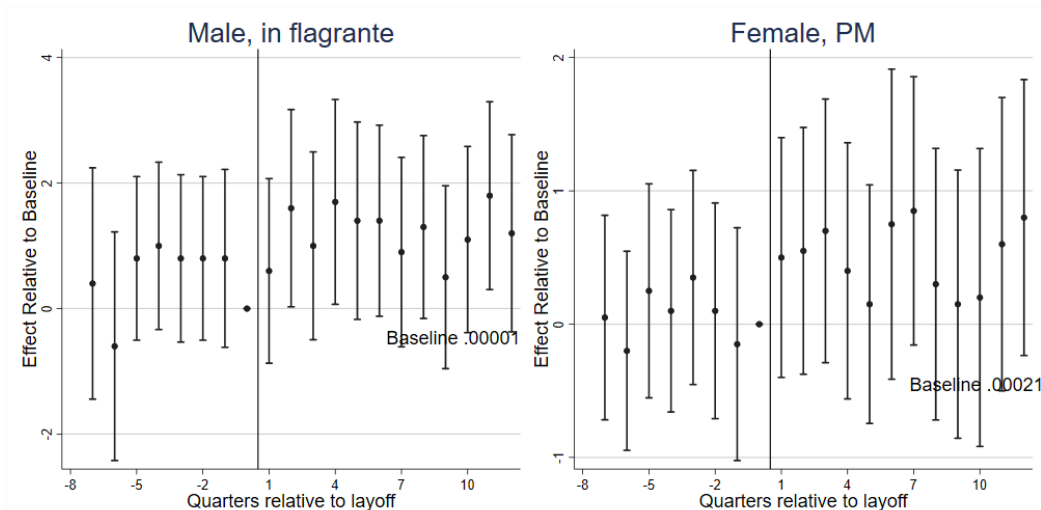 Male, in flagrante
Effect Relative to Baseline
4
2
0
-2
Baseline .00001
-8
-5
-2
1
4
7
10
Quarters relative to layoff
Female, PM
Effect Relative to Baseline
2
1
0
-1
Baseline .00021
-8
-5
-2
1
4
7
10
Quarters relative to layoff